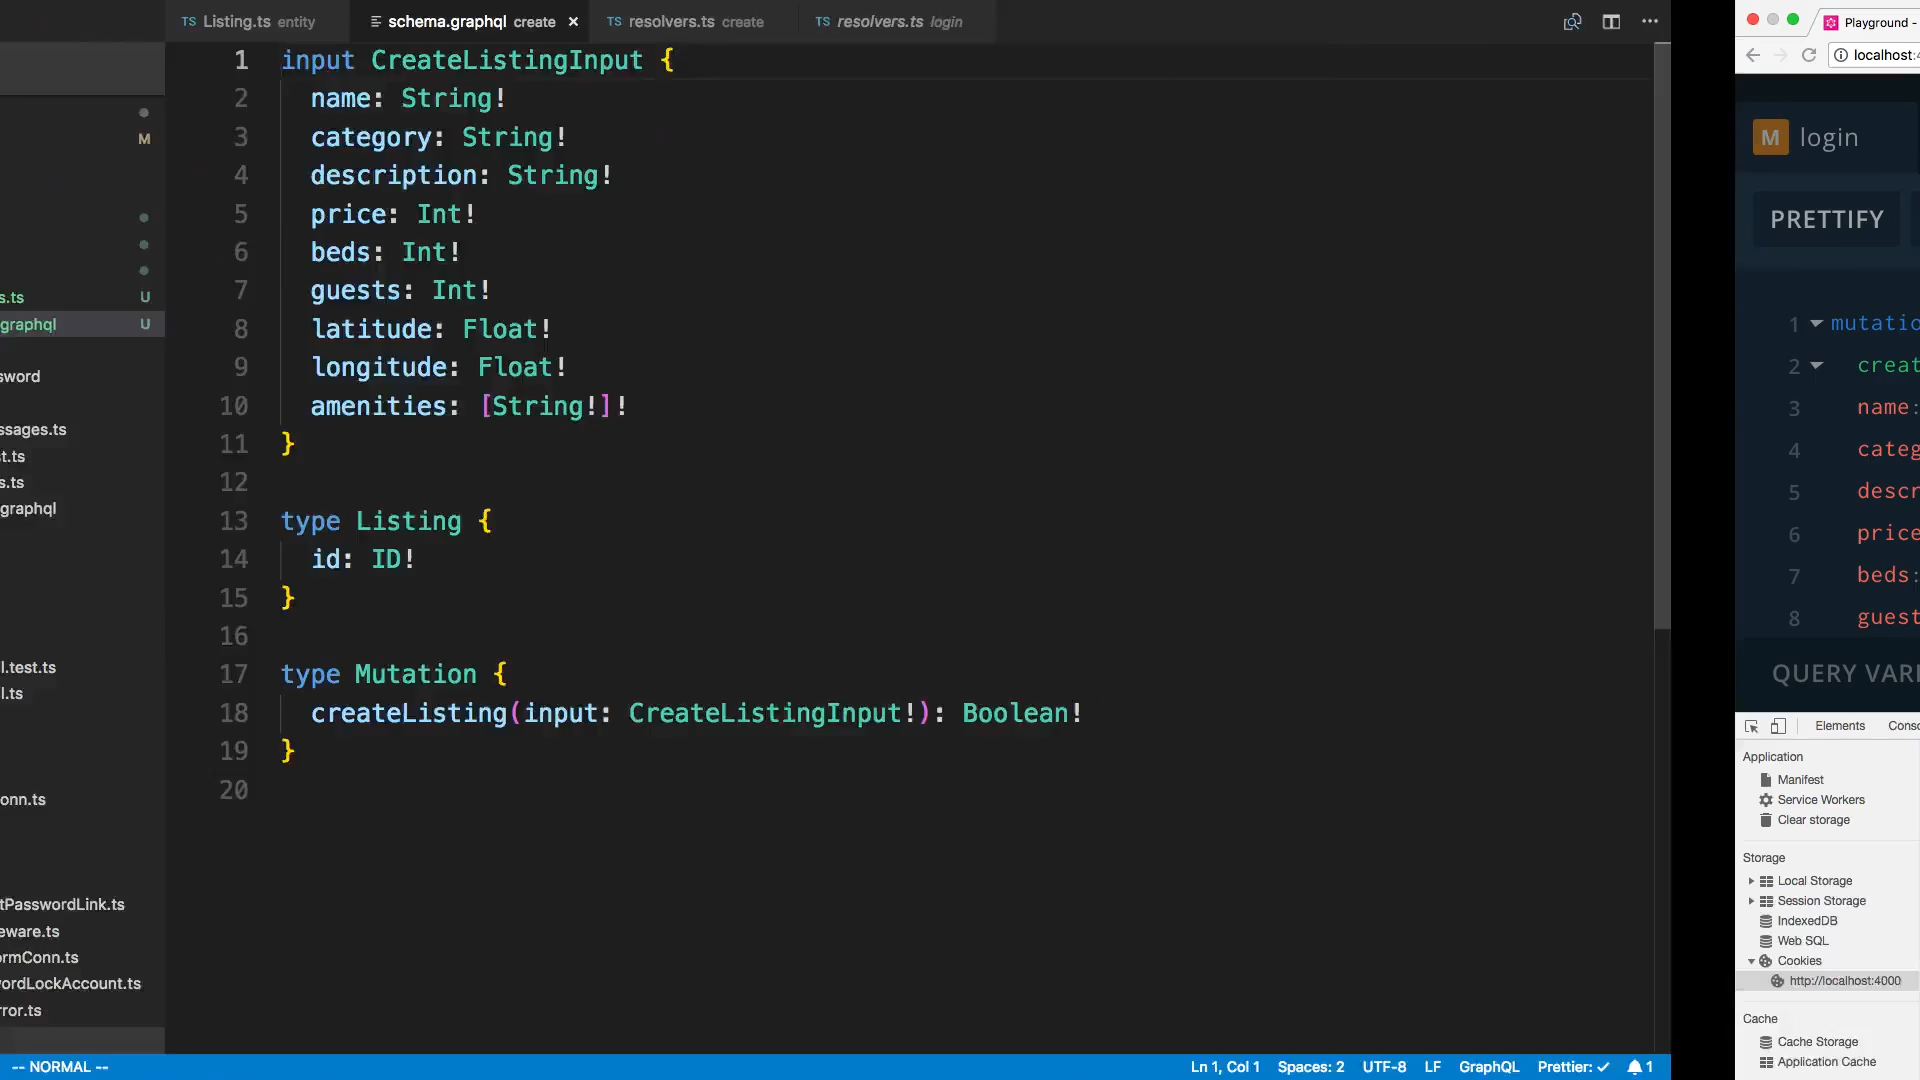 TS Listing.ts entity
schema.graphql create ×
TS resolvers.ts create
TS resolvers.ts login
M
s.ts U
graphql U
sword
ssages.ts
t.ts
s.ts
graphql
l.test.ts
l.ts
onn.ts
tPasswordLink.ts
eware.ts
ormConn.ts
vordLockAccount.ts
rror.ts
1 input CreateListingInput {
2 name: String!
3 category: String!
4 description: String!
5 price: Int!
6 beds: Int!
7 guests: Int!
8 latitude: Float!
9 longitude: Float!
10 amenities: [String!]!
11 }
12
13 type Listing {
14 id: ID!
15 }
16
17 type Mutation {
18 createListing(input: CreateListingInput!): Boolean!
19 }
20
-- NORMAL --
Ln 1, Col 1 Spaces: 2 UTF-8 LF GraphQL Prettier: ✓ 1
Playground -
localhost:4
M login
PRETTIFY
1 mutatio
2 creat
3 name:
4 categ
5 descr
6 price
7 beds:
8 guest
QUERY VARI
Elements Conso
Application
Manifest
Service Workers
Clear storage
Storage
Local Storage
Session Storage
IndexedDB
Web SQL
Cookies
http://localhost:4000
Cache
Cache Storage
Application Cache